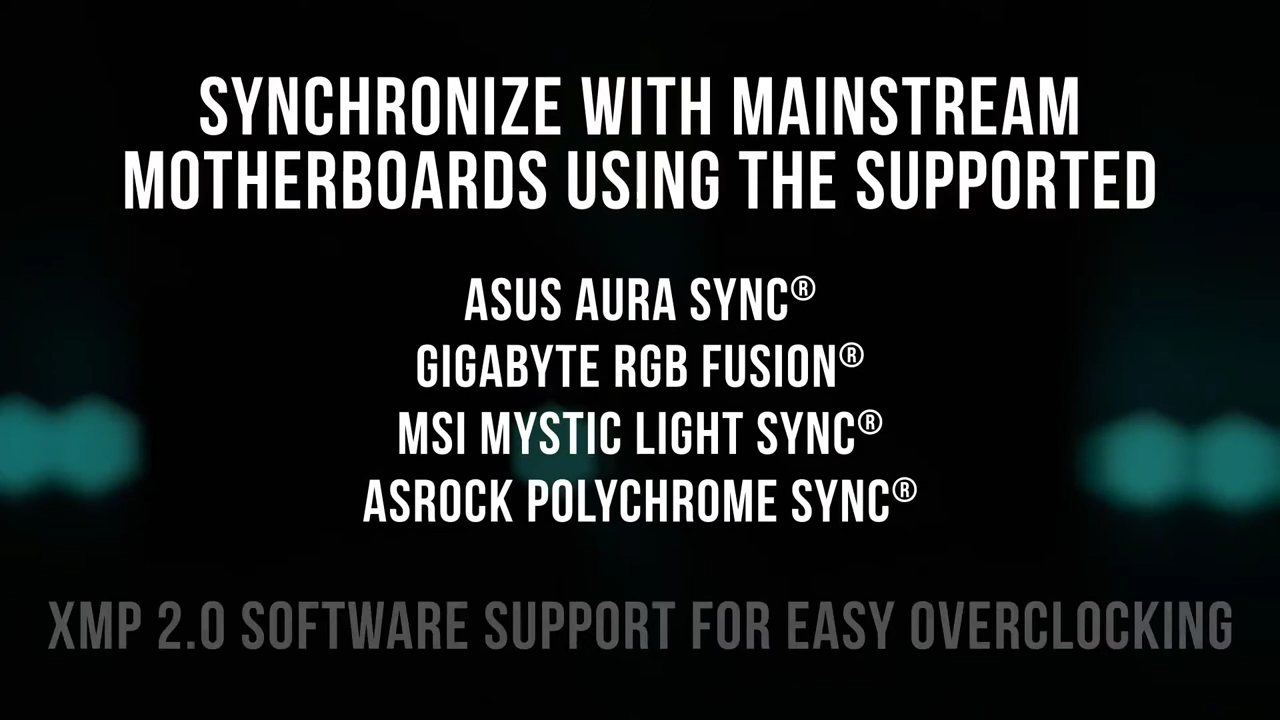 SYNCHRONIZE WITH MAINSTREAM
MOTHERBOARDS USING THE SUPPORTED
ASUS AURA SYNC®
GIGABYTE RGB FUSION®
MSI MYSTIC LIGHT SYNC®
ASROCK POLYCHROME SYNC®
XMP 2.0 SOFTWARE SUPPORT FOR EASY OVERCLOCKING